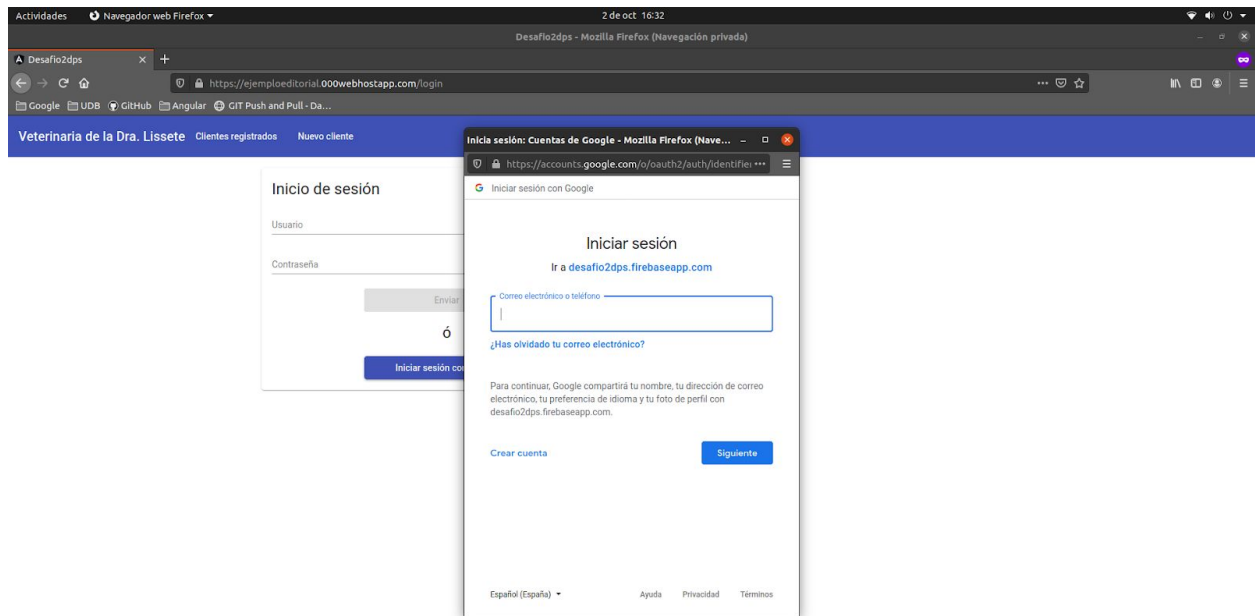 Actividades Navegador web Firefox 2 de oct 16:32
Desafio2dps - Mozilla Firefox (Navegación privada)
Desafio2dps
https://ejemploeditorial.000webhostapp.com/login
Google UDB GitHub Angular GIT Push and Pull - Da...
Veterinaria de la Dra. Lissete Clientes registrados Nuevo cliente
Inicio de sesión
Usuario
Contraseña
Enviar
ó
Iniciar sesión co
Inicia sesión: Cuentas de Google - Mozilla Firefox (Nave...
https://accounts.google.com/o/oauth2/auth/identifie
Iniciar sesión con Google
Iniciar sesión
Ir a desafio2dps.firebaseapp.com
Correo electrónico o teléfono
¿Has olvidado tu correo electrónico?
Para continuar, Google compartirá tu nombre, tu dirección de correo
electrónico, tu preferencia de idioma y tu foto de perfil con
desafio2dps.firebaseapp.com.
Crear cuenta Siguiente
Español (España) Ayuda Privacidad Términos